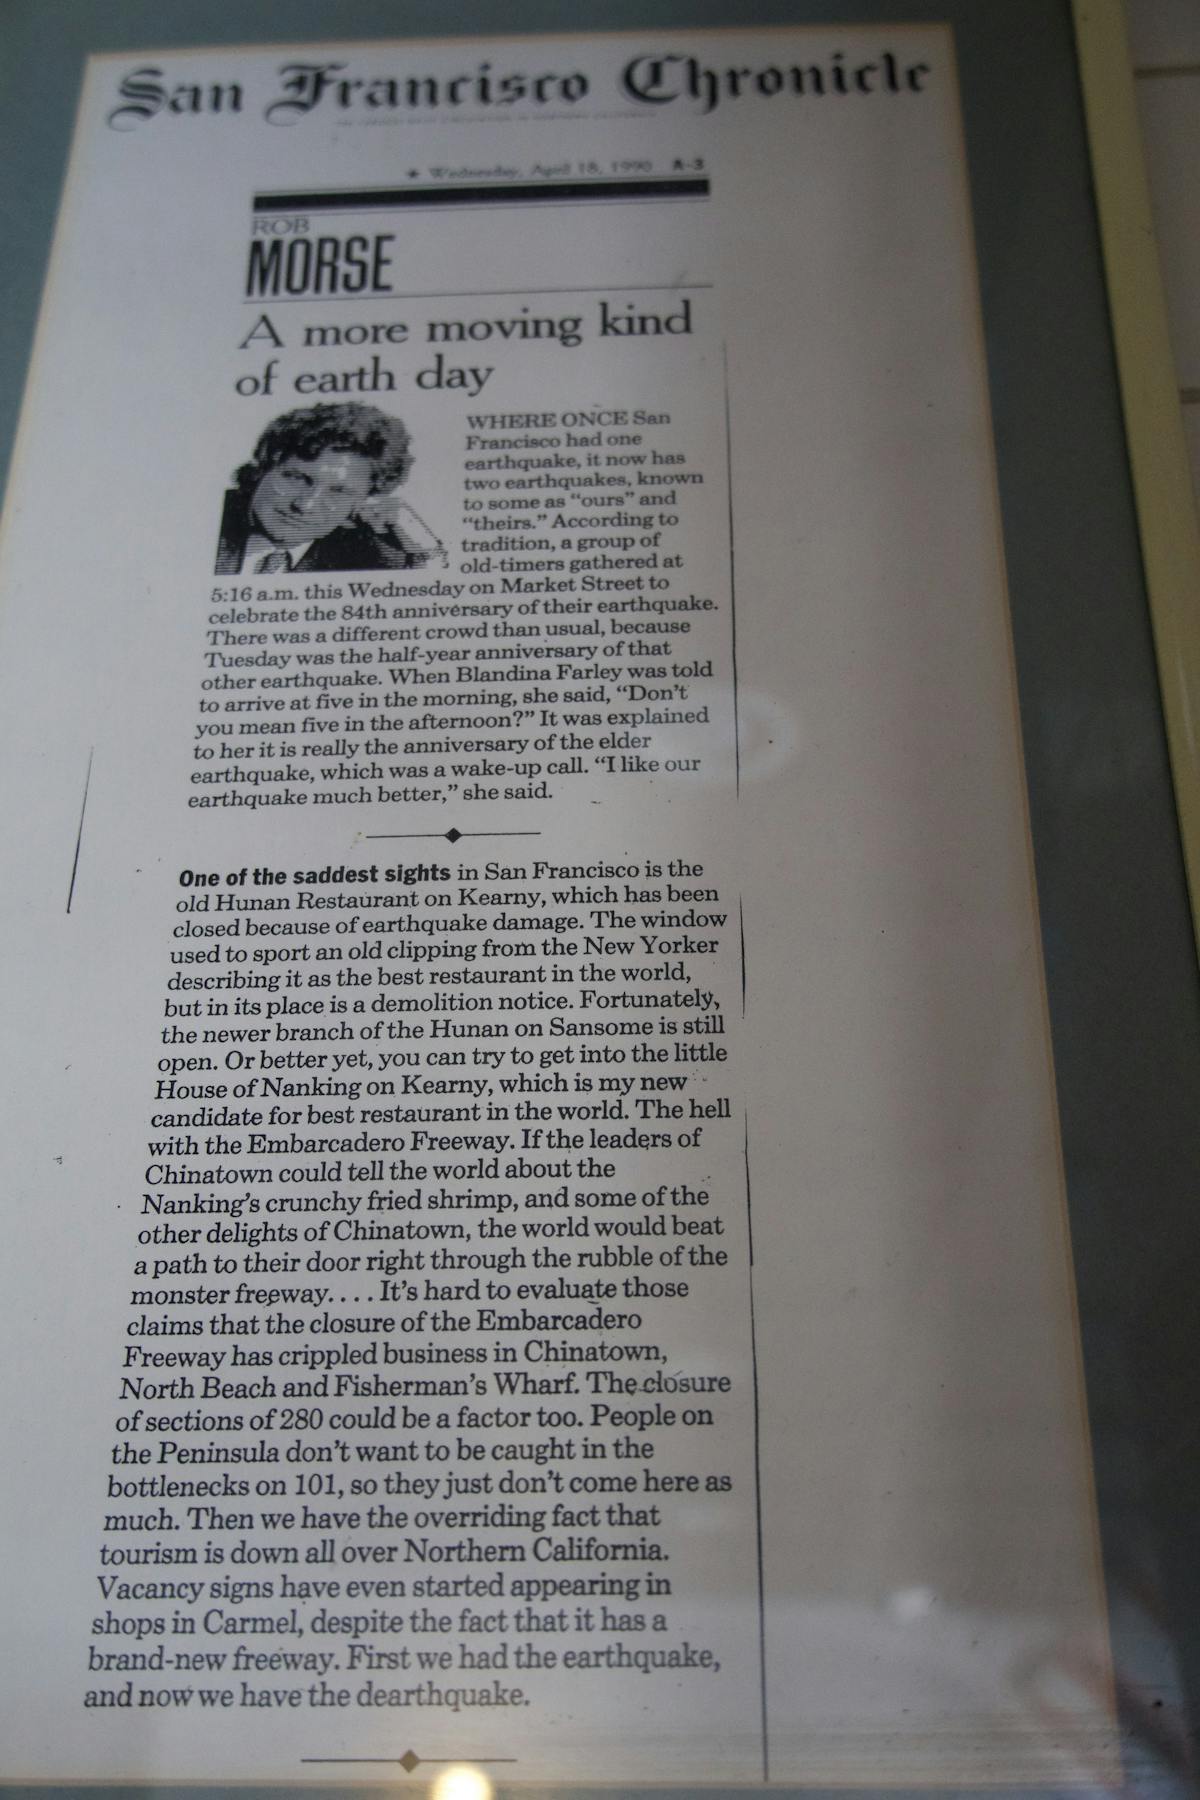 San Francisco Chronicle
★ Wednesday, April 18, 1990 A-3
ROB
MORSE
A more moving kind
of earth day
WHERE ONCE San
Francisco had one
earthquake, it now has
two earthquakes, known
to some as “ours” and
“theirs.” According to
tradition, a group of
old-timers gathered at
5:16 a.m. this Wednesday on Market Street to
celebrate the 84th anniversary of their earthquake.
There was a different crowd than usual, because
Tuesday was the half-year anniversary of that
other earthquake. When Blandina Farley was told
to arrive at five in the morning, she said, “Don’t
you mean five in the afternoon?” It was explained
to her it is really the anniversary of the elder
earthquake, which was a wake-up call. “I like our
earthquake much better,” she said.
One of the saddest sights in San Francisco is the
old Hunan Restaurant on Kearny, which has been
closed because of earthquake damage. The window
used to sport an old clipping from the New Yorker
describing it as the best restaurant in the world,
but in its place is a demolition notice. Fortunately,
the newer branch of the Hunan on Sansome is still
open. Or better yet, you can try to get into the little
House of Nanking on Kearny, which is my new
candidate for best restaurant in the world. The hell
with the Embarcadero Freeway. If the leaders of
Chinatown could tell the world about the
Nanking’s crunchy fried shrimp, and some of the
other delights of Chinatown, the world would beat
a path to their door right through the rubble of the
monster freeway. . . . It’s hard to evaluate those
claims that the closure of the Embarcadero
Freeway has crippled business in Chinatown,
North Beach and Fisherman’s Wharf. The closure
of sections of 280 could be a factor too. People on
the Peninsula don’t want to be caught in the
bottlenecks on 101, so they just don’t come here as
much. Then we have the overriding fact that
tourism is down all over Northern California.
Vacancy signs have even started appearing in
shops in Carmel, despite the fact that it has a
brand-new freeway. First we had the earthquake,
and now we have the dearthquake.